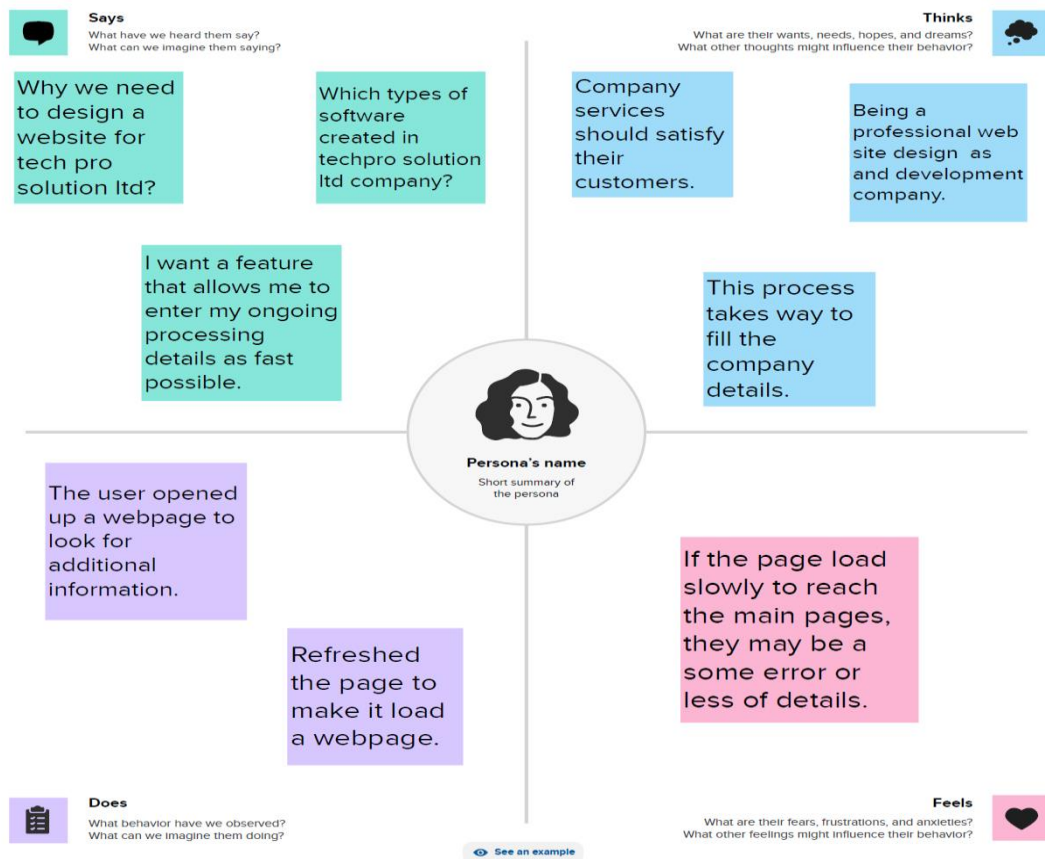 Says
What have we heard them say?
What can we imagine them saying?
Thinks
What are their wants, needs, hopes, and dreams?
What other thoughts might influence their behavior?
Why we need
to design a
website for
tech pro
solution ltd?
Which types of
software
created in
techpro solution
ltd company?
I want a feature
that allows me to
enter my ongoing
processing
details as fast
possible.
Company
services
should satisfy
their
customers.
Being a
professional web
site design as
and development
company.
This process
takes way to
fill the
company
details.
Persona's name
Short summary of
the persona
The user opened
up a webpage to
look for
additional
information.
Refreshed
the page to
make it load
a webpage.
If the page load
slowly to reach
the main pages,
they may be a
some error or
less of details.
Does
What behavior have we observed?
What can we imagine them doing?
Feels
What are their fears, frustrations, and anxieties?
What other feelings might influence their behavior?
See an example